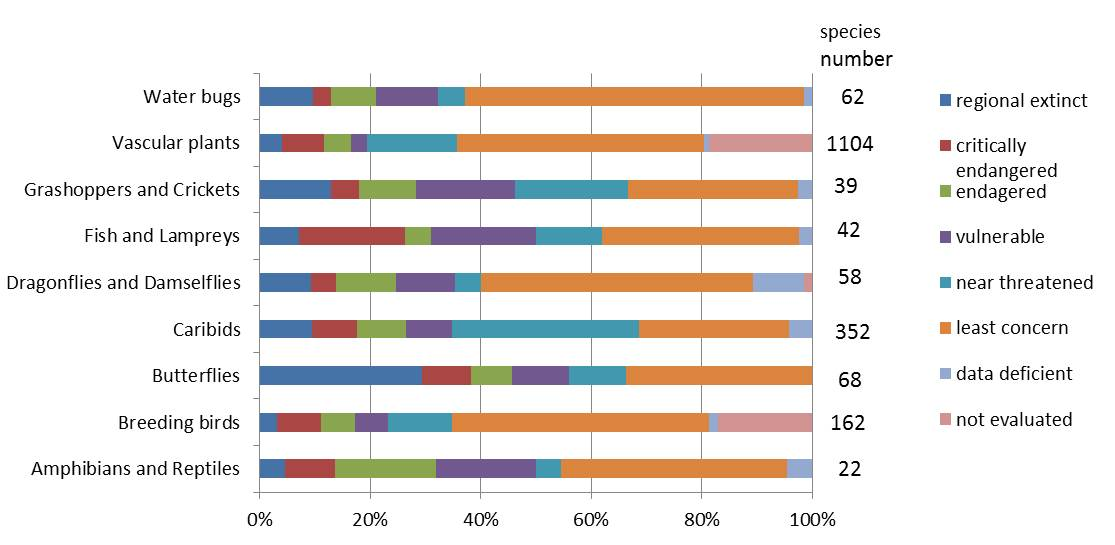 species
number
Water bugs
62
Vascular plants
1104
Grashoppers and Crickets
39
Fish and Lampreys
42
Dragonflies and Damselflies
58
Caribids
352
Butterflies
68
Breeding birds
162
Amphibians and Reptiles
22
0%
20%
40%
60%
80%
100%
regional extinct
critically
endangered
endagered
vulnerable
near threatened
least concern
data deficient
not evaluated